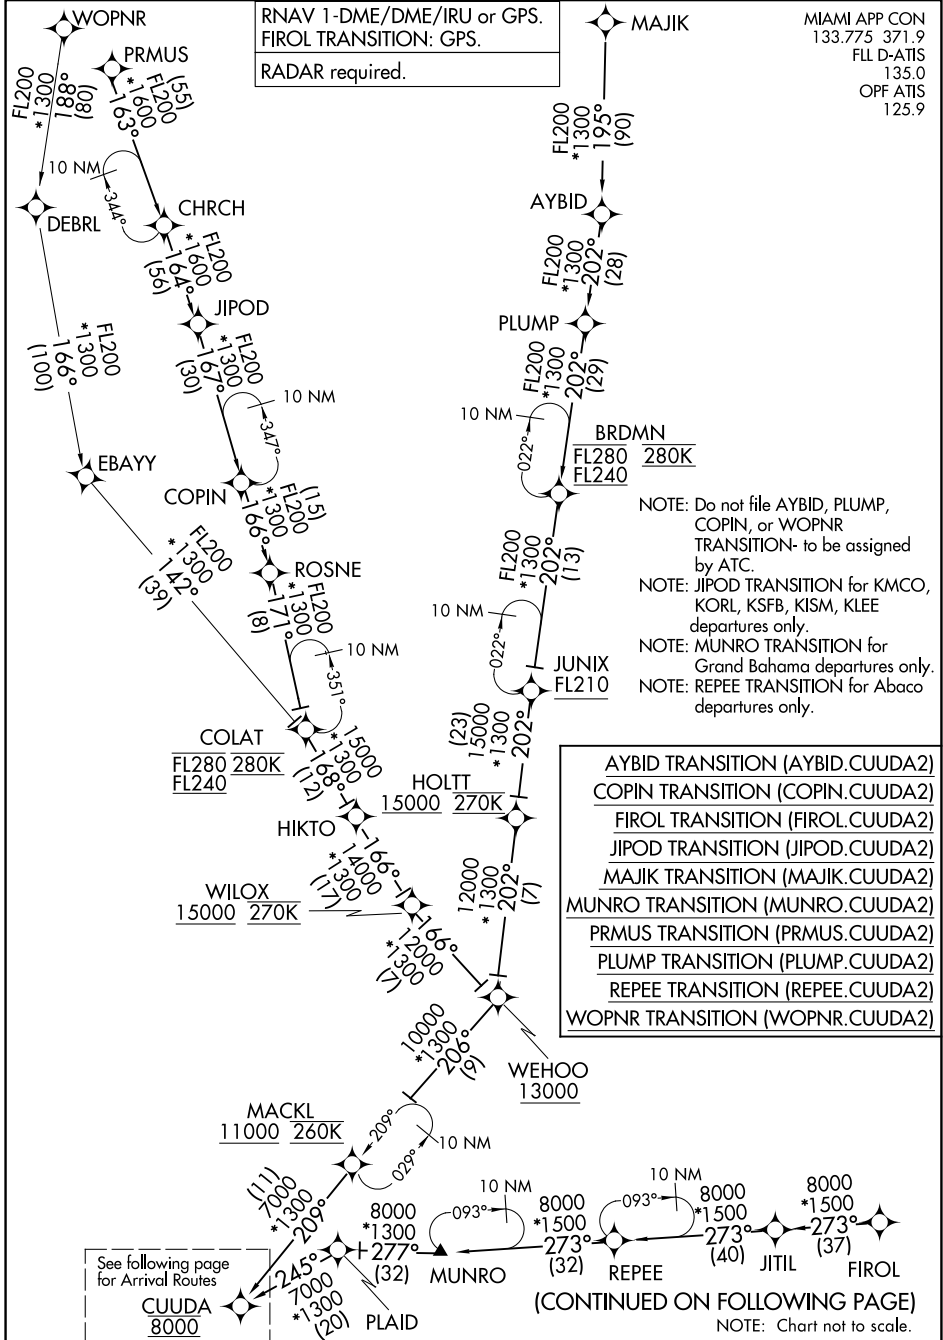 WOPNR
RNAV 1-DME/DME/IRU or GPS.
FIROL TRANSITION: GPS.
RADAR required.
MAJIK
MIAMI APP CON
133.775 371.9
FLL D-ATIS
135.0
OPF ATIS
125.9
PRMUS
FL200
*1300
188°
(80)
(55)
FL200
*1600
163°
10 NM
344°
FL200
*1300
195°
(90)
DEBRL
CHRCH
AYBID
FL200
*1600
164°
(56)
FL200
*1300
202°
(28)
JIPOD
PLUMP
FL200
*1300
166°
(100)
FL200
*1300
167°
(30)
FL200
*1300
202°
(29)
10 NM
347°
10 NM
022°
BRDMN
FL280 280K
FL240
EBAYY
COPIN
(15)
FL200
*1300
166°
NOTE: Do not file AYBID, PLUMP,
COPIN, or WOPNR
TRANSITION- to be assigned
by ATC.
NOTE: JIPOD TRANSITION for KMCO,
KORL, KSFB, KISM, KLEE
departures only.
NOTE: MUNRO TRANSITION for
Grand Bahama departures only.
NOTE: REPEE TRANSITION for Abaco
departures only.
FL200
*1300
142°
(39)
ROSNE
FL200
*1300
202°
(13)
FL200
*1300
171°
(8)
10 NM
351°
10 NM
022°
JUNIX
FL210
COLAT
FL280 280K
FL240
15000
*1300
168°
(12)
(23)
15000
*1300
202°
HOLTT
15000 270K
HIKTO
AYBID TRANSITION (AYBID.CUUDA2)
COPIN TRANSITION (COPIN.CUUDA2)
FIROL TRANSITION (FIROL.CUUDA2)
JIPOD TRANSITION (JIPOD.CUUDA2)
MAJIK TRANSITION (MAJIK.CUUDA2)
MUNRO TRANSITION (MUNRO.CUUDA2)
PRMUS TRANSITION (PRMUS.CUUDA2)
PLUMP TRANSITION (PLUMP.CUUDA2)
REPEE TRANSITION (REPEE.CUUDA2)
WOPNR TRANSITION (WOPNR.CUUDA2)
166°
14000
*1300
(17)
WILOX
15000 270K
12000
*1300
202°
(7)
166°
12000
*1300
(7)
10000
*1300
206°
(9)
WEHOO
13000
MACKL
11000 260K
209°
029°
10 NM
(11)
7000
*1300
209°
8000
*1300
277°
(32)
10 NM
093°
8000
*1500
273°
(32)
10 NM
093°
8000
*1500
273°
(40)
8000
*1500
273°
(37)
MUNRO
REPEE
JITIL
FIROL
See following page
for Arrival Routes
CUUDA
8000
245°
7000
*1300
(20)
PLAID
(CONTINUED ON FOLLOWING PAGE)
NOTE: Chart not to scale.